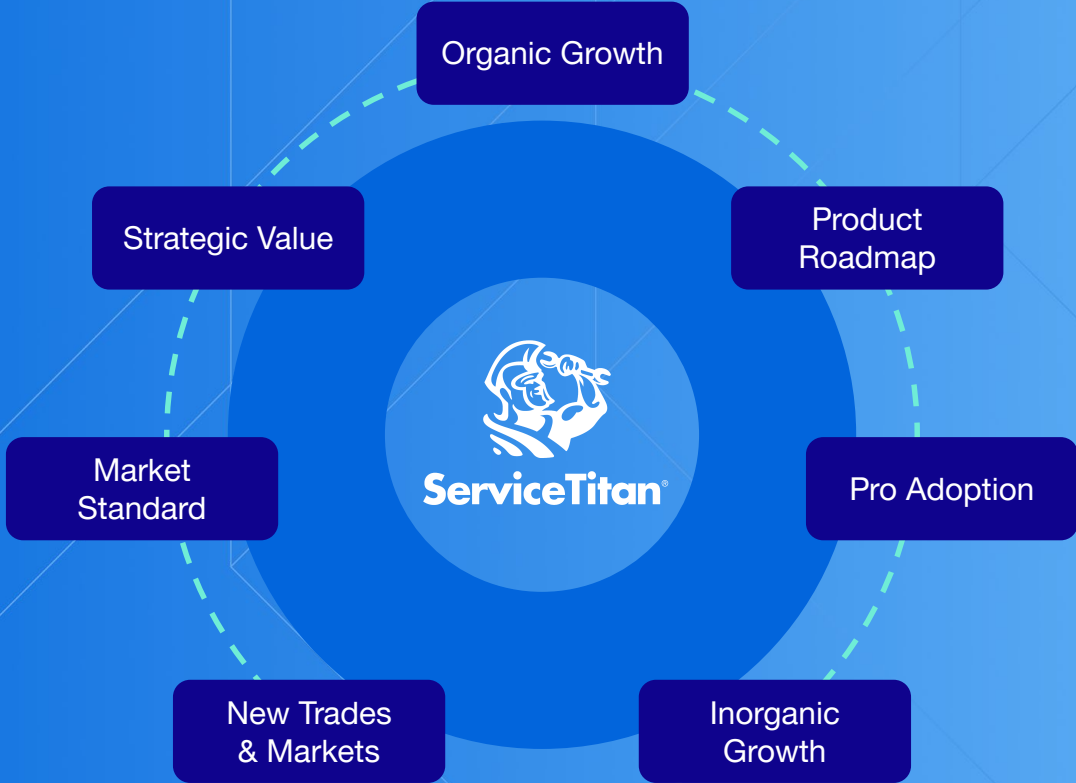 Organic Growth
Strategic Value
Product
Roadmap
ServiceTitan®
Market
Standard
Pro Adoption
New Trades
& Markets
Inorganic
Growth